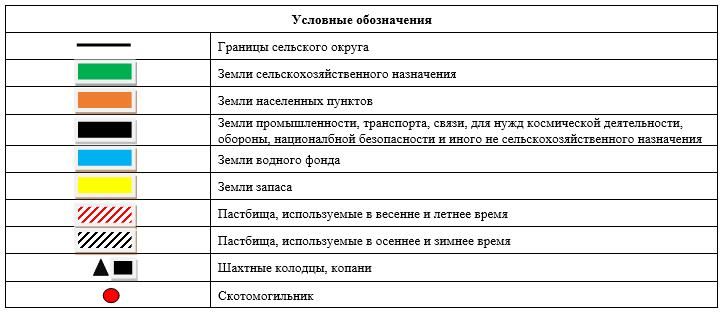 Условные обозначения
Границы сельского округа
Земли сельскохозяйственного назначения
Земли населенных пунктов
Земли промышленности, транспорта, связи, для нужд космической деятельности,
обороны, националбной безопасности и иного не сельскохозяйственного назначения
Земли водного фонда
Земли запаса
Пастбища, используемые в весенне и летнее время
Пастбища, используемые в осеннее и зимнее время
Шахтные колодцы, копани
Скотомогильник